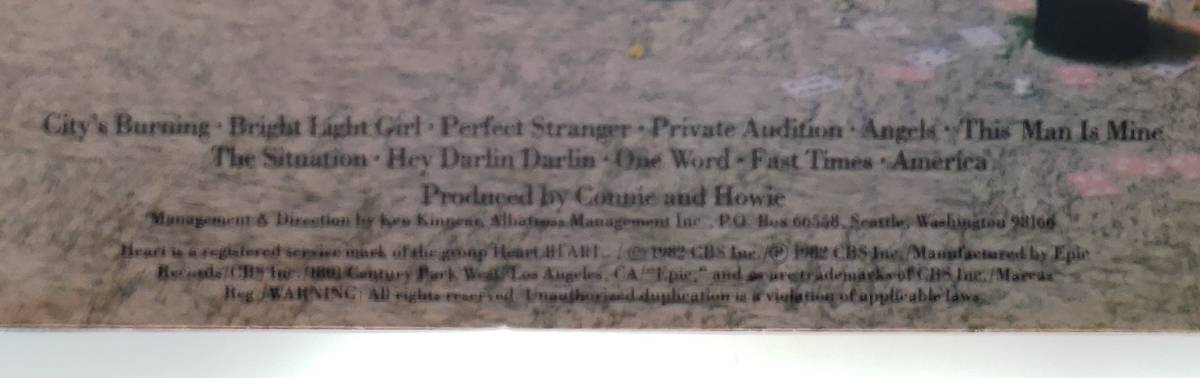 City's Burning · Bright Light Girl · Perfect Stranger · Private Audition · Angels · This Man Is Mine
The Situation · Hey Darlin Darlin · One Word · Fast Times · America
Produced by Connie and Howie
Management & Direction by Ken Kinnear, Albatross Management Inc., P.O. Box 66558, Seattle, Washington 98166
Heart is a registered service mark of the group Heart. / © 1982 CBS Inc./℗ 1982 CBS Inc./Manufactured by Epic
Records/CBS Inc./1801 Century Park West/Los Angeles, CA/"Epic," and are trademarks of CBS Inc./Marcas
Reg./WARNING: All rights reserved. Unauthorized duplication is a violation of applicable laws.